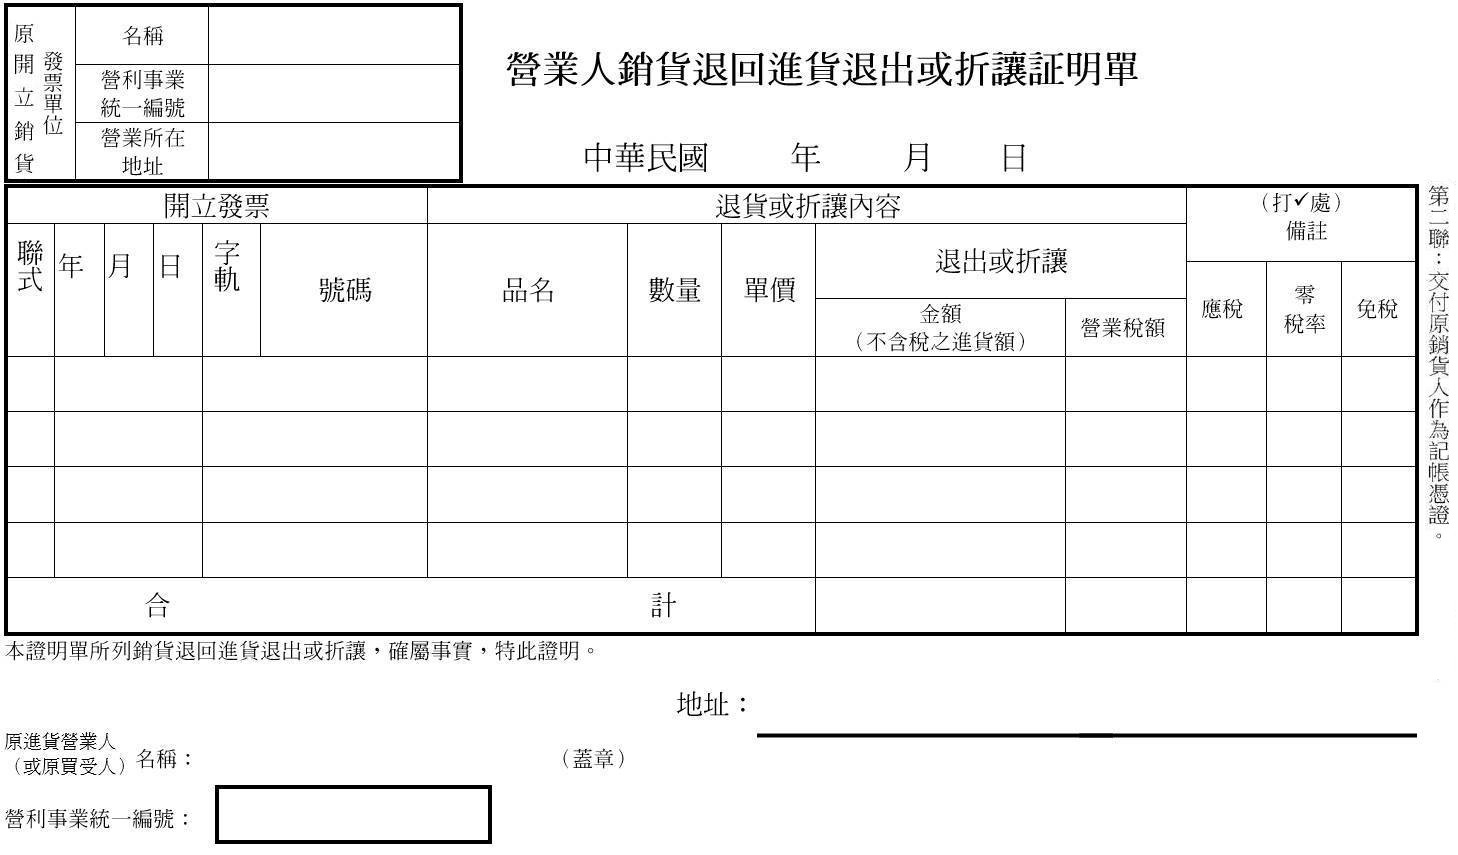 原開立銷貨
發票單位
名稱
營利事業
統一編號
營業所在
地址
營業人銷貨退回進貨退出或折讓証明單
中華民國 年 月 日
開立發票
退貨或折讓內容
（打✓處）
備註
聯式
年
月
日
字軌
號碼
品名
數量
單價
退出或折讓
金額
（不含稅之進貨額）
營業稅額
應稅
零
稅率
免稅
合 計
第二聯：交付原銷貨人作為記帳憑證。
本證明單所列銷貨退回進貨退出或折讓，確屬事實，特此證明。
地址：
原進貨營業人
（或原買受人）
名稱：
（蓋章）
營利事業統一編號：